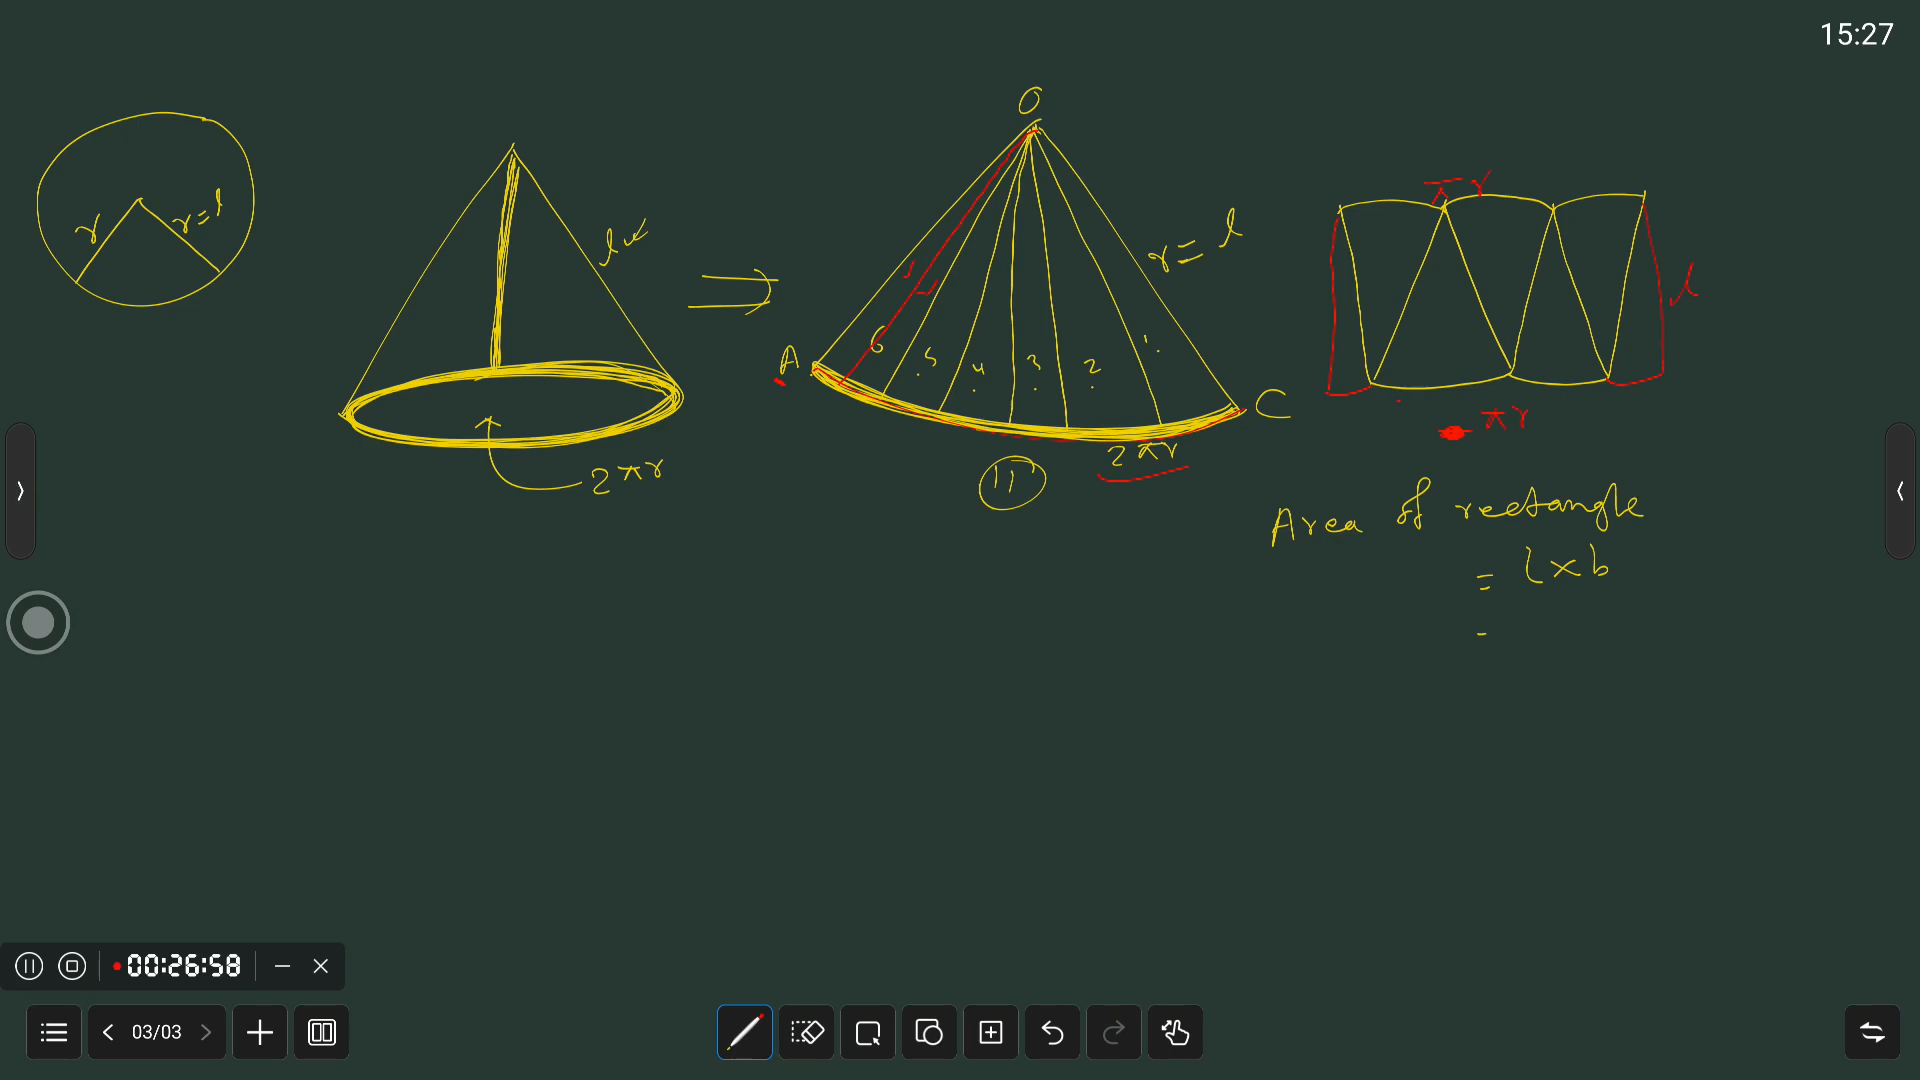 15:27
r
r = l
l
2πr
O
r = l
l
A
6
5
4
3
2
1
C
2πr
11
πr
l
πr
Area of rectangle
= l × b
=
00:26:58
03/03